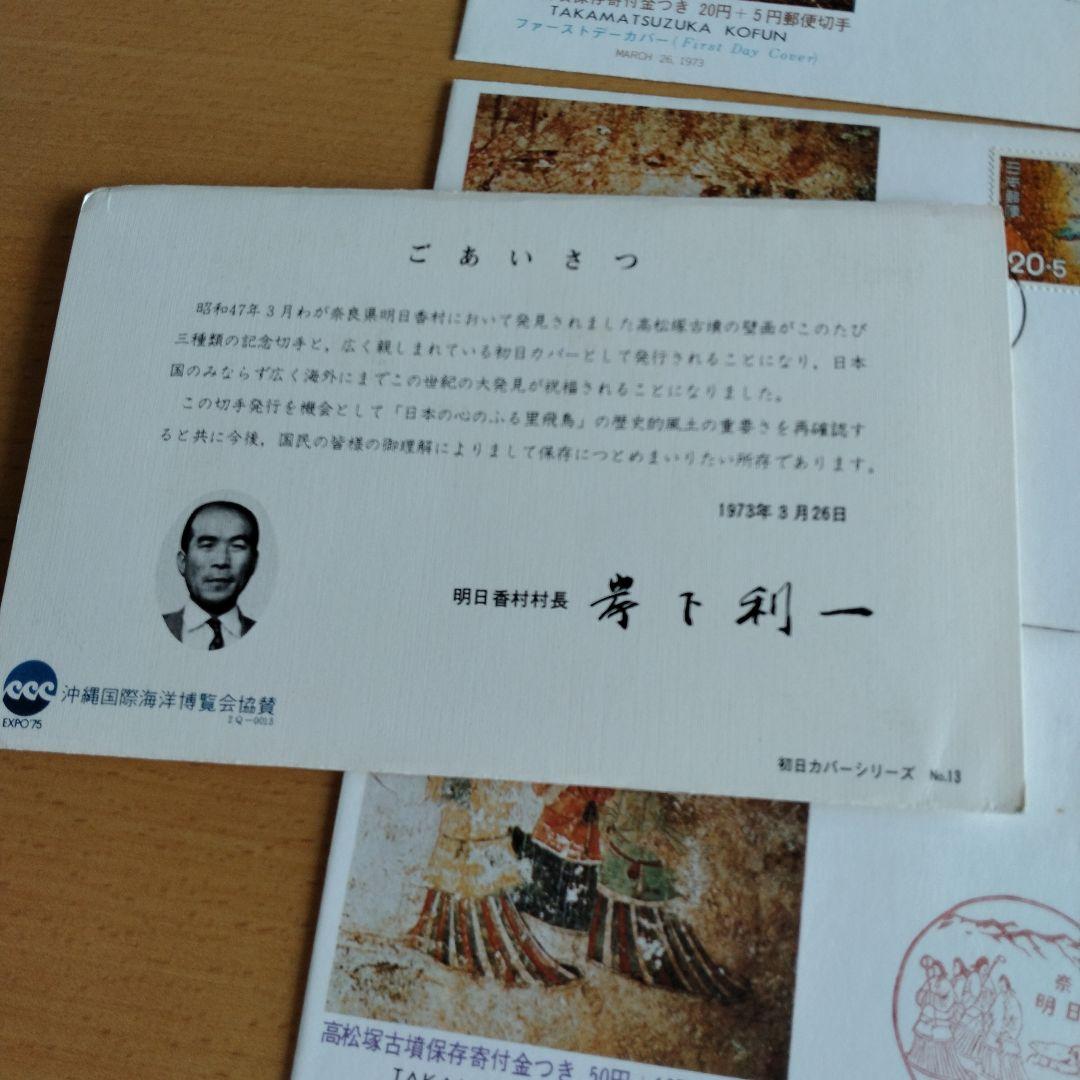 保存寄付金つき 20円+5円郵便切手
TAKAMATSUZUKA KOFUN
ファーストデーカバー(First Day Cover)
MARCH 26, 1973
日本郵便
20+5
ごあいさつ
昭和47年3月わが奈良県明日香村において発見されました高松塚古墳の壁画がこのたび
三種類の記念切手と,広く親しまれている初日カバーとして発行されることになり,日本
国のみならず広く海外にまでこの世紀の大発見が祝福されることになりました。
この切手発行を機会として「日本の心のふる里飛鳥」の歴史的風土の重要さを再確認す
ると共に今後,国民の皆様の御理解によりまして保存につとめまいりたい所存であります。
1973年3月26日
明日香村村長 岸下利一
沖縄国際海洋博覧会協賛
EXPO'75
IQ-0013
初日カバーシリーズ No.13
奈
明日
高松塚古墳保存寄付金つき 50円+
TAKA